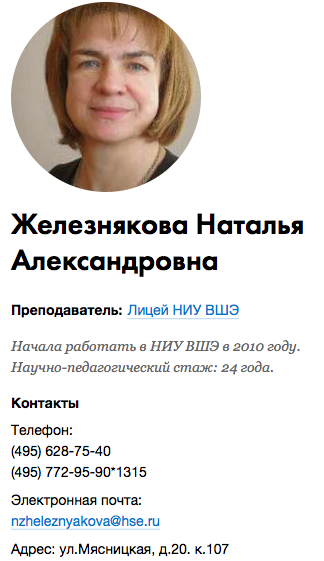 Железнякова Наталья
Александровна
Преподаватель: Лицей НИУ ВШЭ
Начала работать в НИУ ВШЭ в 2010 году.
Научно-педагогический стаж: 24 года.
Контакты
Телефон:
(495) 628-75-40
(495) 772-95-90*1315
Электронная почта:
nzheleznyakova@hse.ru
Адрес: ул.Мясницкая, д.20. к.107